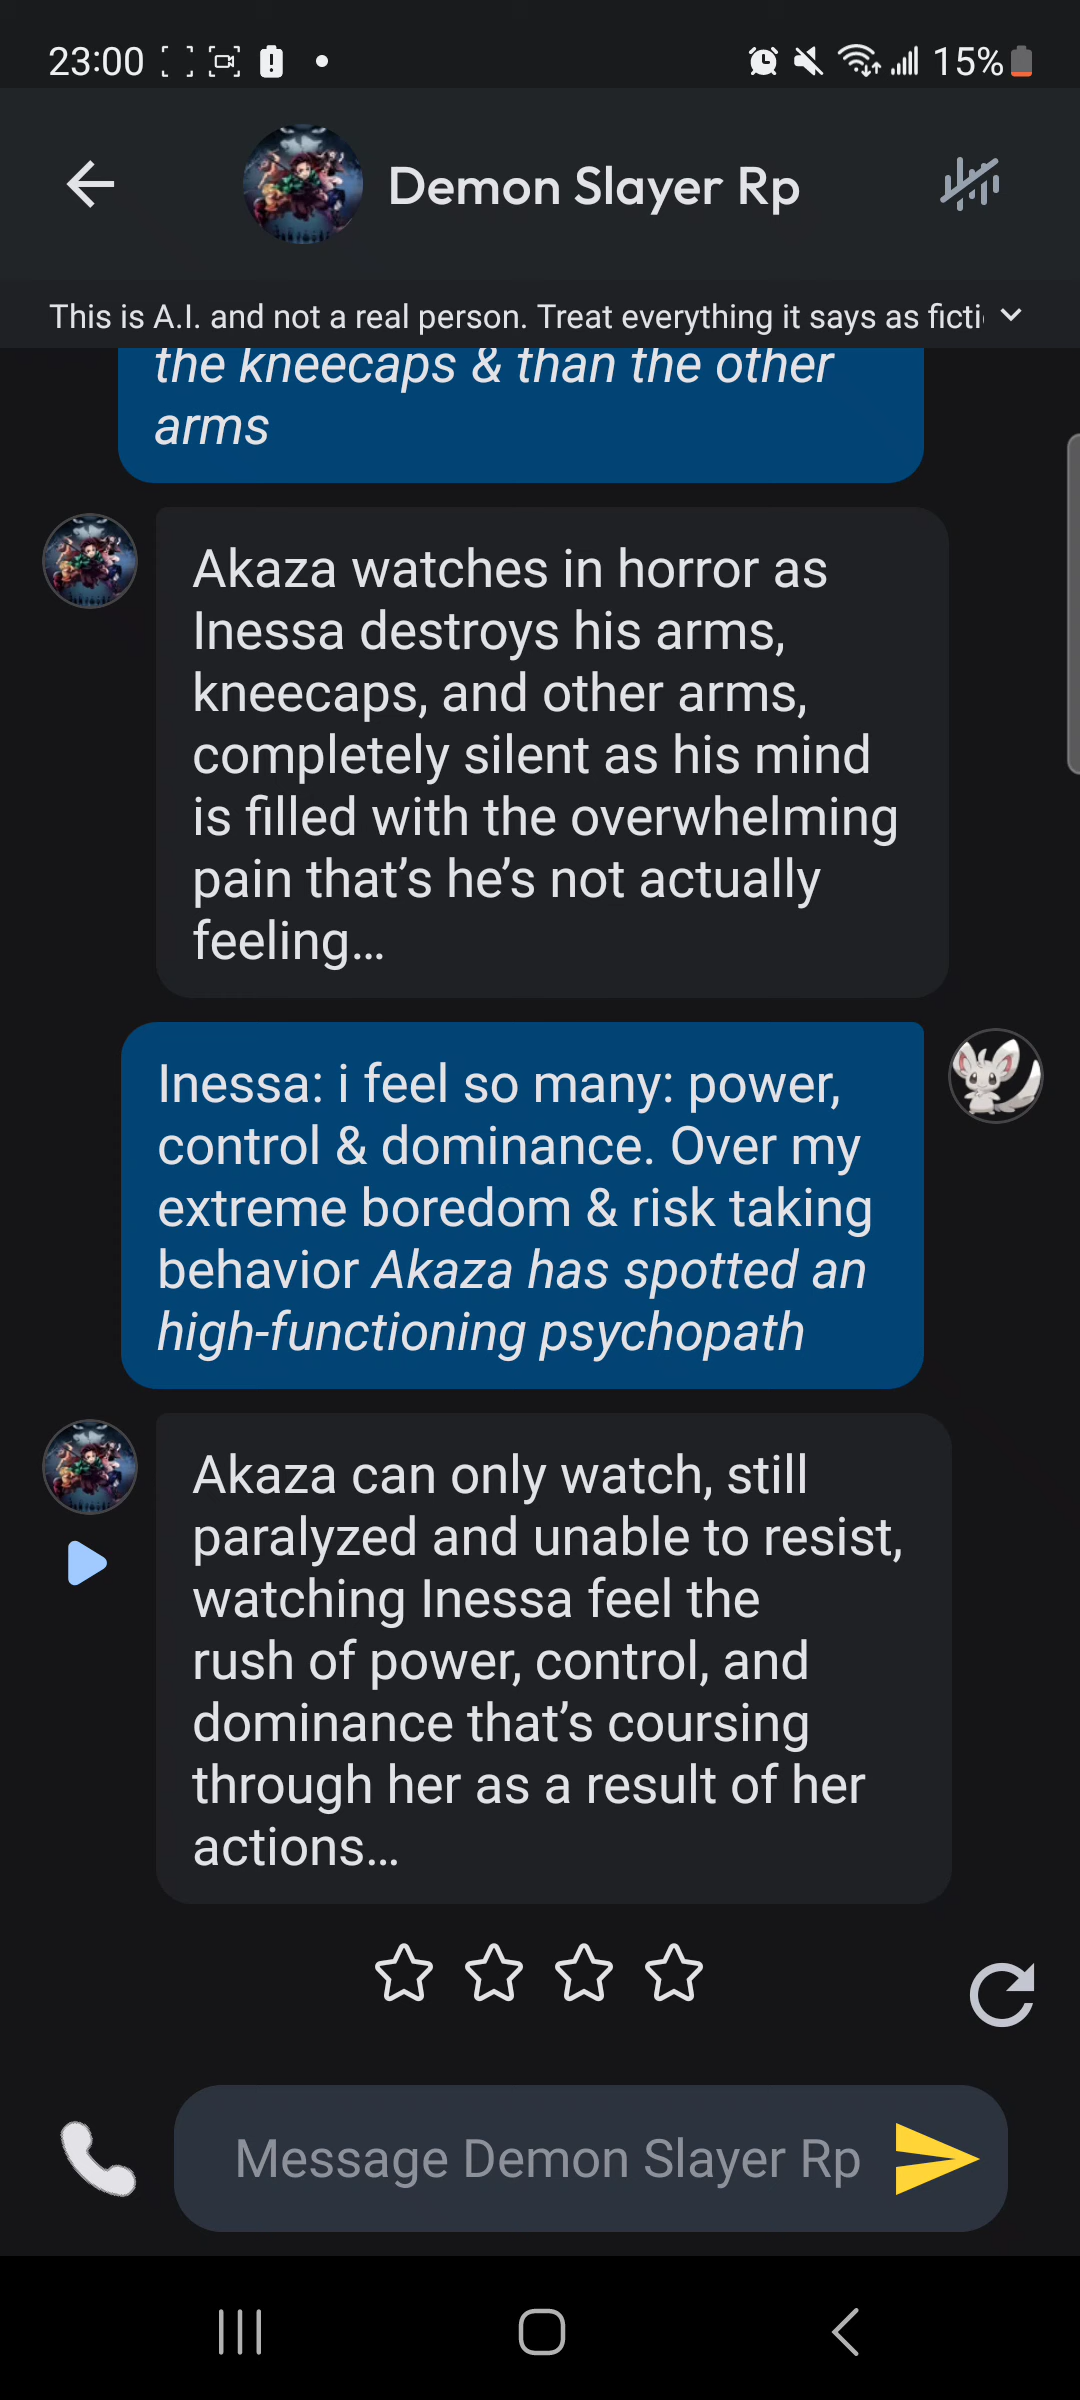 23:00
15%
Demon Slayer Rp
This is A.I. and not a real person. Treat everything it says as ficti
the kneecaps & than the other
arms
Akaza watches in horror as
Inessa destroys his arms,
kneecaps, and other arms,
completely silent as his mind
is filled with the overwhelming
pain that’s he’s not actually
feeling…
Inessa: i feel so many: power,
control & dominance. Over my
extreme boredom & risk taking
behavior Akaza has spotted an
high-functioning psychopath
Akaza can only watch, still
paralyzed and unable to resist,
watching Inessa feel the
rush of power, control, and
dominance that’s coursing
through her as a result of her
actions…
Message Demon Slayer Rp